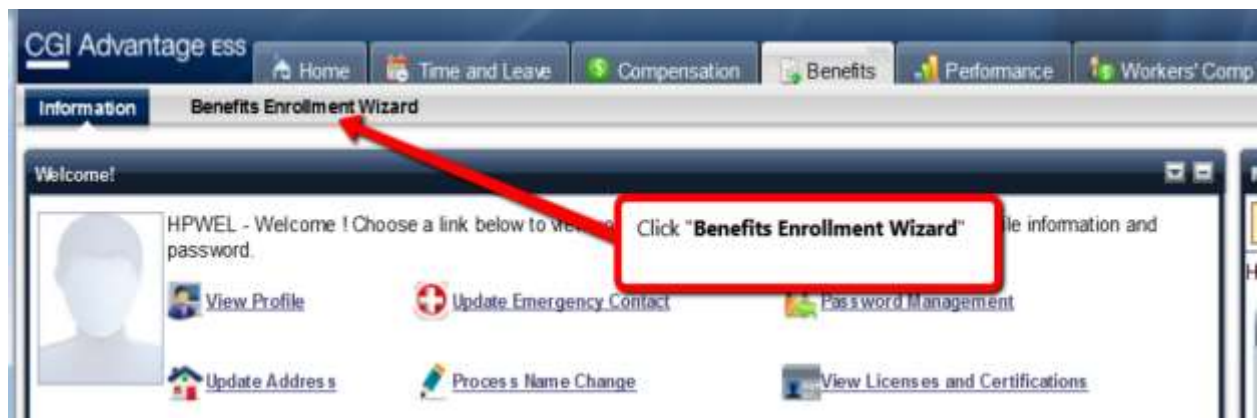 CGI Advantage ESS
Home Time and Leave Compensation Benefits Performance Workers' Comp
Information Benefits Enrollment Wizard
Welcome!
HPWEL - Welcome ! Choose a link below to le information and
password.
Click "Benefits Enrollment Wizard"
View Profile Update Emergency Contact Password Management
Update Address Process Name Change View Licenses and Certifications